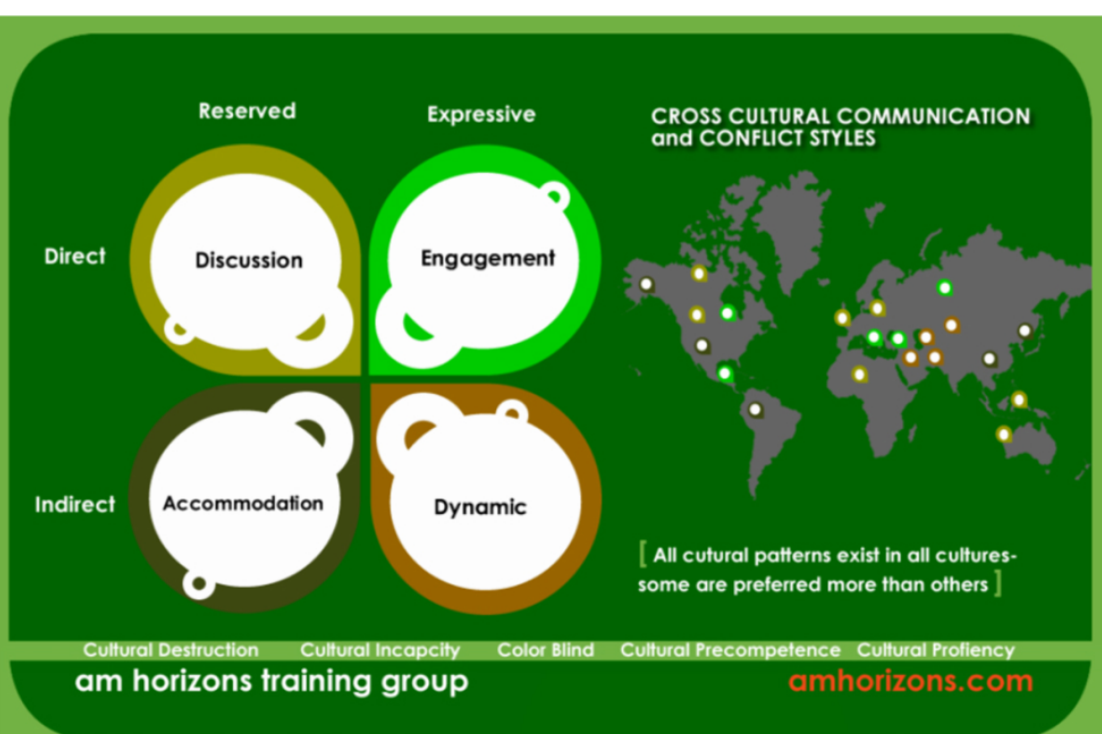 Reserved
Expressive
CROSS CULTURAL COMMUNICATION
and CONFLICT STYLES
Direct
Discussion
Engagement
Indirect
Accommodation
Dynamic
[ All cutural patterns exist in all cultures-
some are preferred more than others ]
Cultural Destruction Cultural Incapcity Color Blind Cultural Precompetence Cultural Profiency
am horizons training group
amhorizons.com